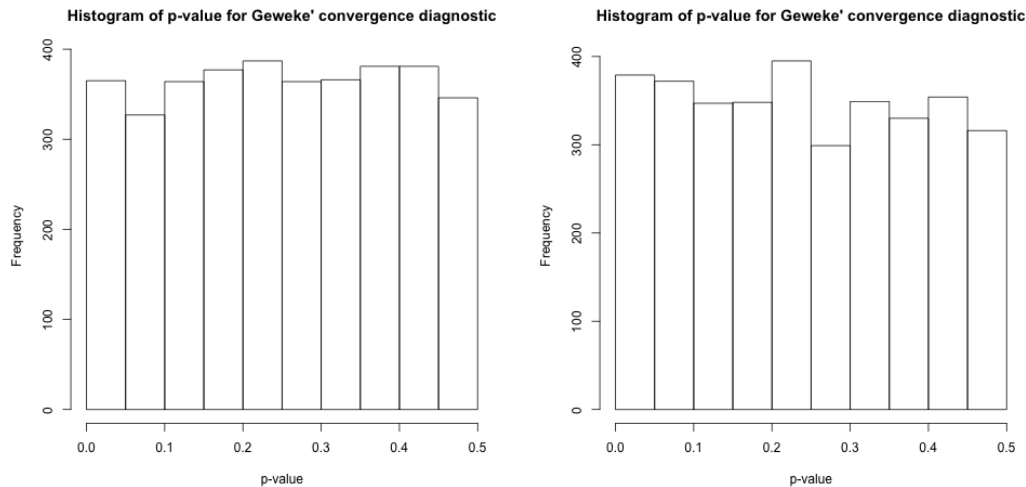 Histogram of p-value for Geweke' convergence diagnostic
Frequency
400
300
200
100
0
0.0 0.1 0.2 0.3 0.4 0.5
p-value
Histogram of p-value for Geweke' convergence diagnostic
Frequency
400
300
200
100
0
0.0 0.1 0.2 0.3 0.4 0.5
p-value